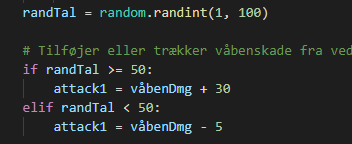 randTal = random.randint(1, 100)
# Tilføjer eller trækker våbenskade fra ved
if randTal >= 50:
    attack1 = våbenDmg + 30
elif randTal < 50:
    attack1 = våbenDmg - 5